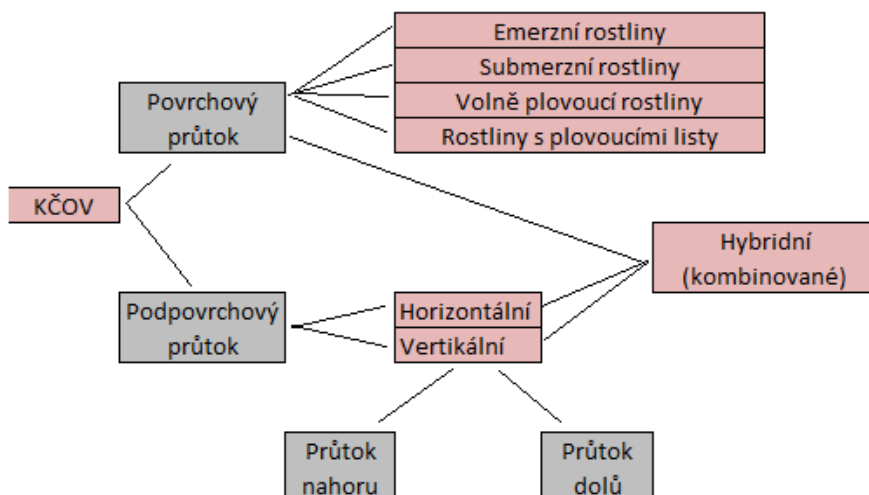 Emerzní rostliny
Submerzní rostliny
Volně plovoucí rostliny
Rostliny s plovoucími listy
Povrchový
průtok
KČOV
Hybridní
(kombinované)
Podpovrchový
průtok
Horizontální
Vertikální
Průtok
nahoru
Průtok
dolů